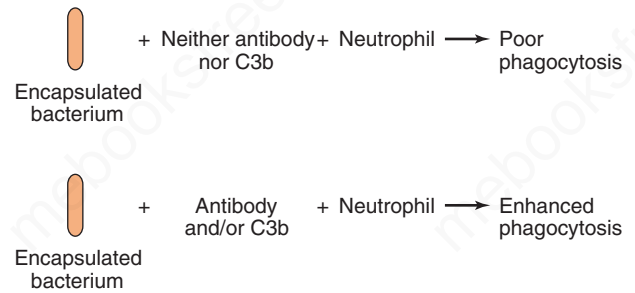 + Neither antibody + Neutrophil → Poor
nor C3b phagocytosis
Encapsulated
bacterium
+ Antibody + Neutrophil → Enhanced
and/or C3b phagocytosis
Encapsulated
bacterium